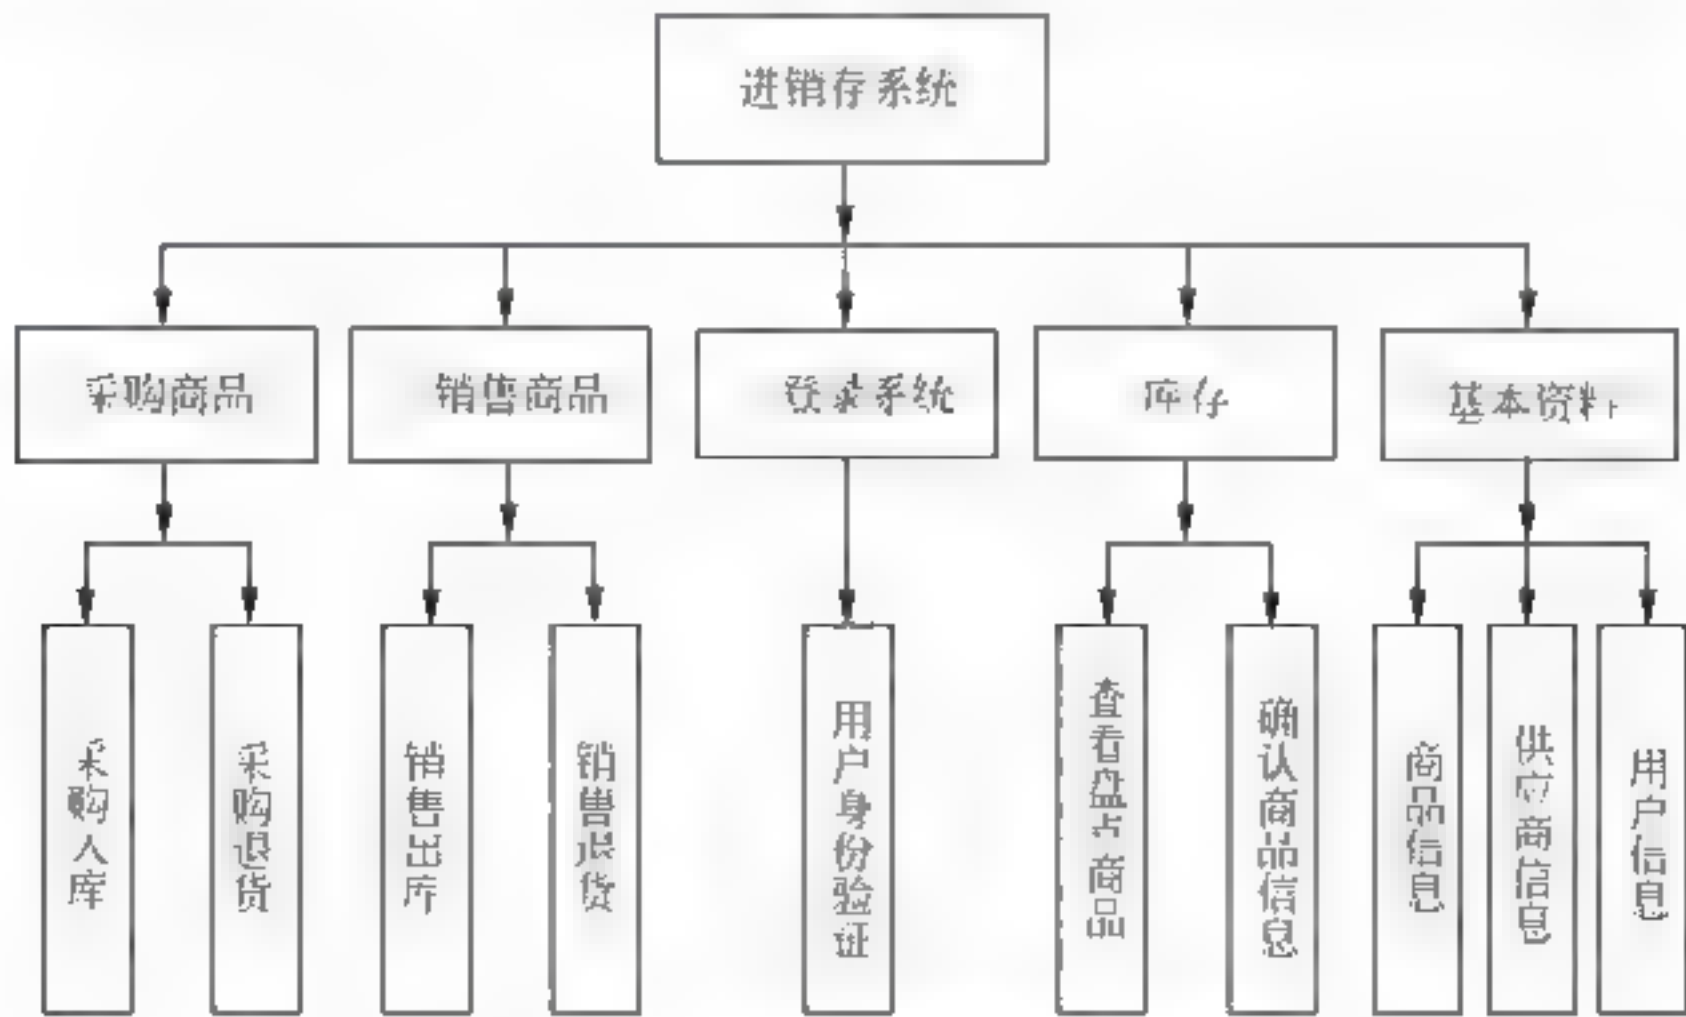 进销存系统
采购商品
销售商品
登录系统
库存
基本资料
采购入库
采购退货
销售出库
销售退货
用户身份验证
查看盘点商品
确认商品信息
商品信息
供应商信息
用户信息